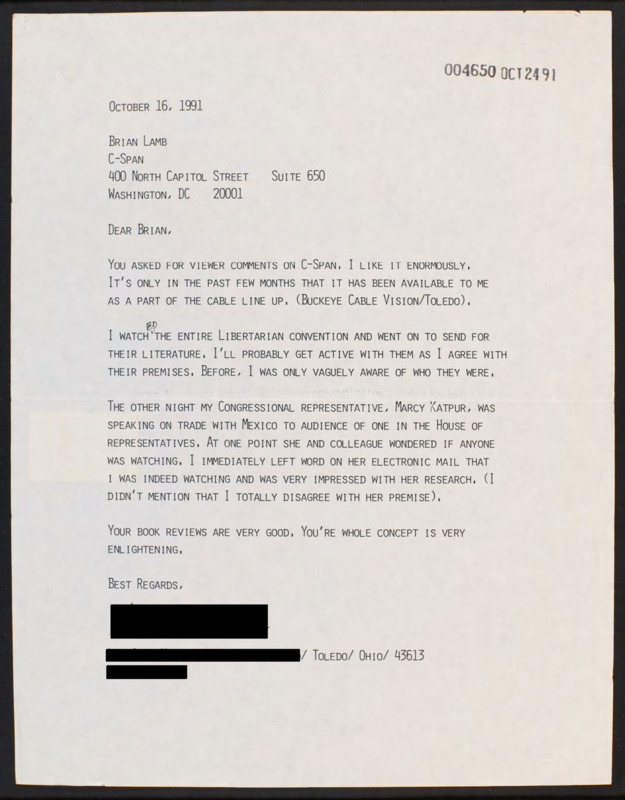 004650 OCT 24 91
OCTOBER 16, 1991
BRIAN LAMB
C-SPAN
400 NORTH CAPITOL STREET SUITE 650
WASHINGTON, DC 20001
DEAR BRIAN,
YOU ASKED FOR VIEWER COMMENTS ON C-SPAN. I LIKE IT ENORMOUSLY.
IT'S ONLY IN THE PAST FEW MONTHS THAT IT HAS BEEN AVAILABLE TO ME
AS A PART OF THE CABLE LINE UP. (BUCKEYE CABLE VISION/TOLEDO).
I WATCHED THE ENTIRE LIBERTARIAN CONVENTION AND WENT ON TO SEND FOR
THEIR LITERATURE. I'LL PROBABLY GET ACTIVE WITH THEM AS I AGREE WITH
THEIR PREMISES. BEFORE, I WAS ONLY VAGUELY AWARE OF WHO THEY WERE.
THE OTHER NIGHT MY CONGRESSIONAL REPRESENTATIVE, MARCY KATPUR, WAS
SPEAKING ON TRADE WITH MEXICO TO AUDIENCE OF ONE IN THE HOUSE OF
REPRESENTATIVES. AT ONE POINT SHE AND COLLEAGUE WONDERED IF ANYONE
WAS WATCHING. I IMMEDIATELY LEFT WORD ON HER ELECTRONIC MAIL THAT
I WAS INDEED WATCHING AND WAS VERY IMPRESSED WITH HER RESEARCH. (I
DIDN'T MENTION THAT I TOTALLY DISAGREE WITH HER PREMISE).
YOUR BOOK REVIEWS ARE VERY GOOD. YOU'RE WHOLE CONCEPT IS VERY
ENLIGHTENING.
BEST REGARDS,
/ TOLEDO/ OHIO/ 43613